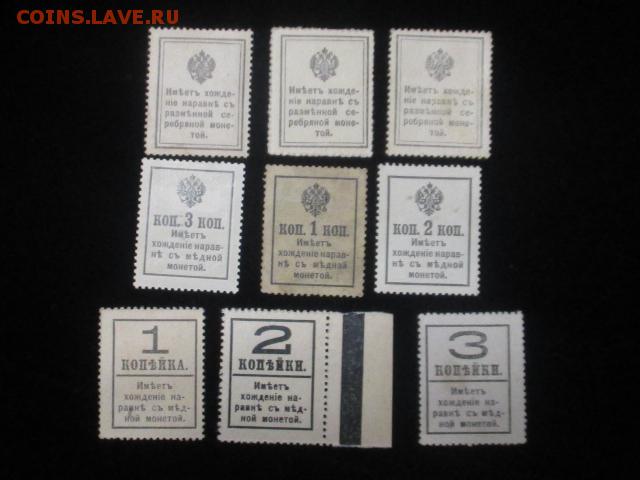 COINS.ЛАВЕ.РУ
Имѣетъ хожде-
ніе наравнѣ съ
размѣнной се-
ребряной моне-
той.
Имѣетъ хожде-
ніе наравнѣ съ
размѣнной се-
ребряной моне-
той.
Имѣетъ хожде-
ніе наравнѣ съ
размѣнной се-
ребряной моне-
той.
КОП. 3 КОП.
Имѣетъ
хожденіе нарав-
нѣ съ мѣдной
монетой.
КОП. 1 КОП.
Имѣетъ
хожденіе нарав-
нѣ съ мѣдной
монетой.
КОП. 2 КОП.
Имѣетъ
хожденіе нарав-
нѣ съ мѣдной
монетой.
1
КОПѢЙКА.
Имѣетъ
хожденіе на-
равнѣ съ мѣд-
ной монетой.
2
КОПѢЙКИ.
Имѣетъ
хожденіе на-
равнѣ съ мѣд-
ной монетой.
3
КОПѢЙКИ.
Имѣетъ
хожденіе на-
равнѣ съ мѣд-
ной монетой.